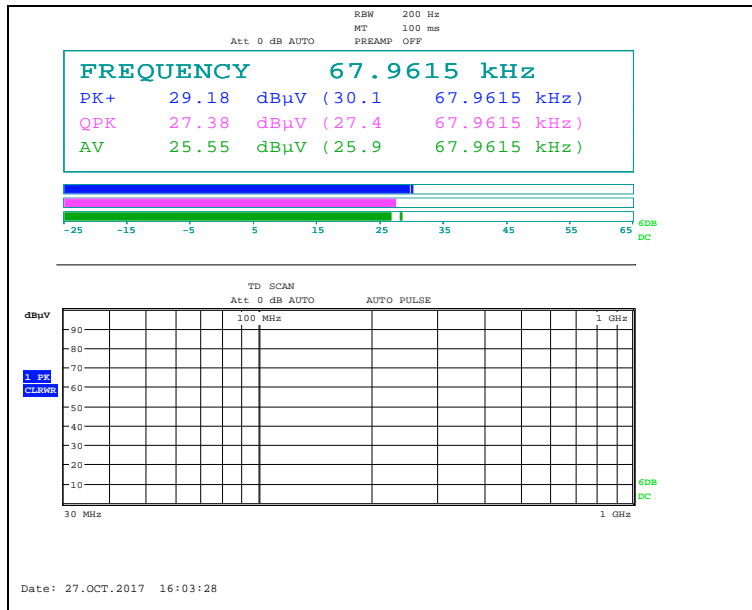 RBW 200 Hz
MT 100 ms
Att 0 dB AUTO PREAMP OFF
FREQUENCY 67.9615 kHz
PK+ 29.18 dBµV (30.1 67.9615 kHz)
QPK 27.38 dBµV (27.4 67.9615 kHz)
AV 25.55 dBµV (25.9 67.9615 kHz)
-25 -15 -5 5 15 25 35 45 55 65
6DB
DC
TD SCAN
Att 0 dB AUTO AUTO PULSE
dBµV
100 MHz 1 GHz
90
80
70
1 PK
60
CLRWR
50
40
30
20
10
6DB
DC
30 MHz 1 GHz
Date: 27.OCT.2017 16:03:28